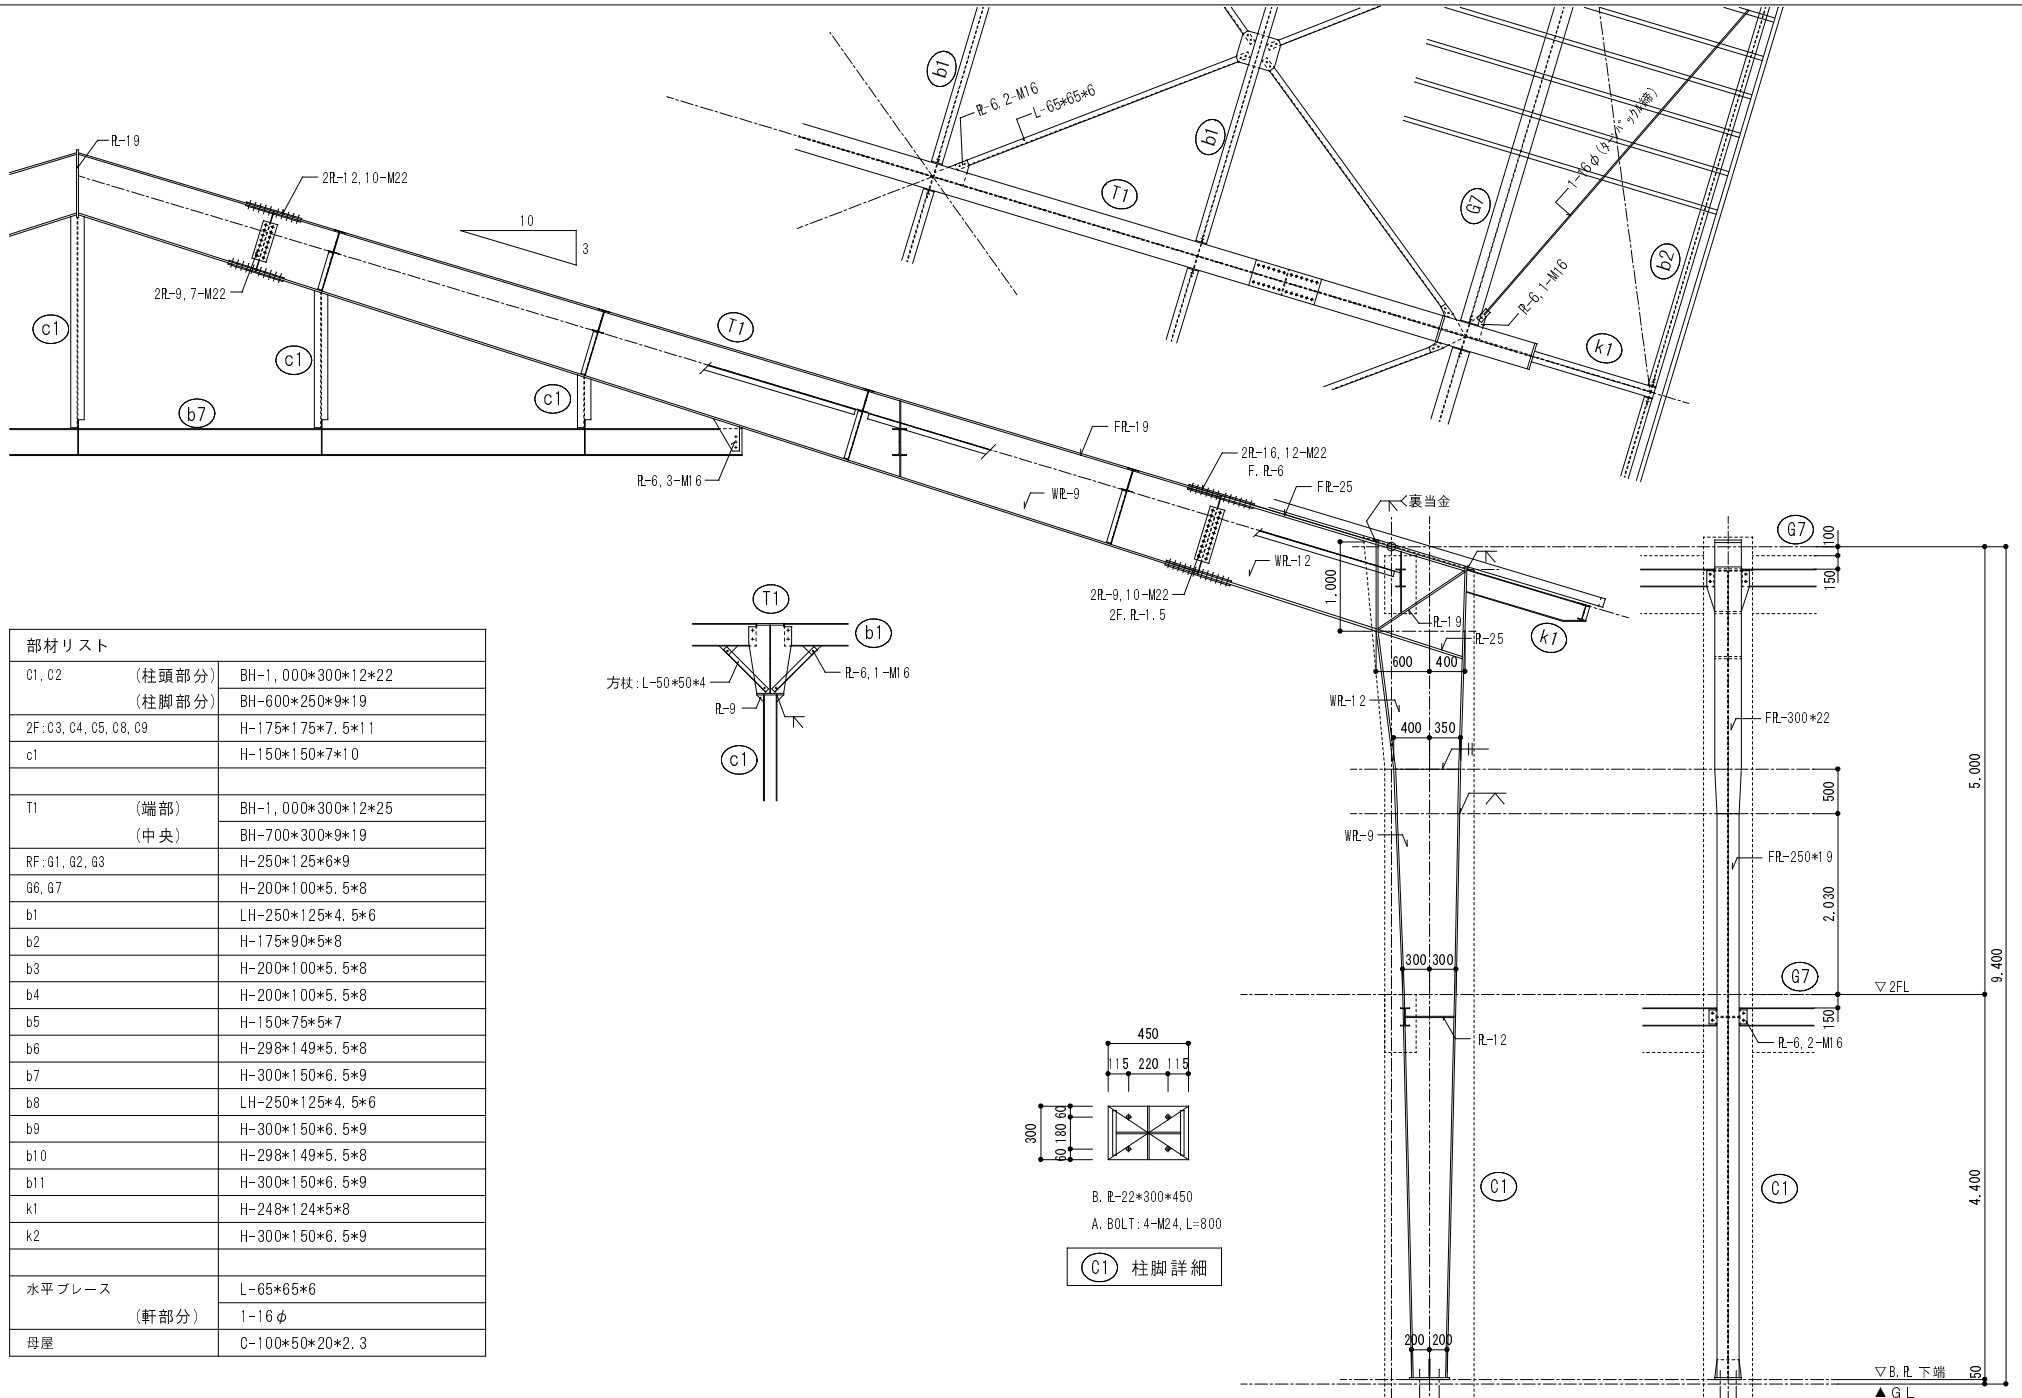 PL-19
2PL-12,10-M22
10
3
2PL-9,7-M22
c1
c1
c1
b7
T1
PL-6,3-M16
FPL-19
WPL-9
2PL-16,12-M22
F.PL-6
FPL-25
裏当金
WPL-12
2PL-9,10-M22
2F.PL-1.5
b1
PL-6.2-M16
L-65*65*6
b1
T1
G7
1-16φ(ﾀｰﾝﾊﾞｯｸﾙ締)
b2
PL-6,1-M16
k1
1.000
PL-19
PL-25
k1
600 400
WPL-12
400 350
WPL-9
300 300
PL-12
200 200
C1
G7
100
150
FPL-300*22
500
5.000
FPL-250*19
2.030
9.400
G7
▽2FL
150
PL-6,2-M16
C1
4.400
▽B.PL 下端
50
▲GL
T1
b1
方杖:L-50*50*4
PL-6,1-M16
PL-9
c1
450
115 220 115
300
60 180 60
B.PL-22*300*450
A.BOLT:4-M24,L=800
C1 柱脚詳細
部材リスト
C1,C2 (柱頭部分) BH-1,000*300*12*22
(柱脚部分) BH-600*250*9*19
2F:C3,C4,C5,C8,C9 H-175*175*7.5*11
c1 H-150*150*7*10
T1 (端部) BH-1,000*300*12*25
(中央) BH-700*300*9*19
RF:G1,G2,G3 H-250*125*6*9
G6,G7 H-200*100*5.5*8
b1 LH-250*125*4.5*6
b2 H-175*90*5*8
b3 H-200*100*5.5*8
b4 H-200*100*5.5*8
b5 H-150*75*5*7
b6 H-298*149*5.5*8
b7 H-300*150*6.5*9
b8 LH-250*125*4.5*6
b9 H-300*150*6.5*9
b10 H-298*149*5.5*8
b11 H-300*150*6.5*9
k1 H-248*124*5*8
k2 H-300*150*6.5*9
水平ブレース L-65*65*6
(軒部分) 1-16φ
母屋 C-100*50*20*2.3